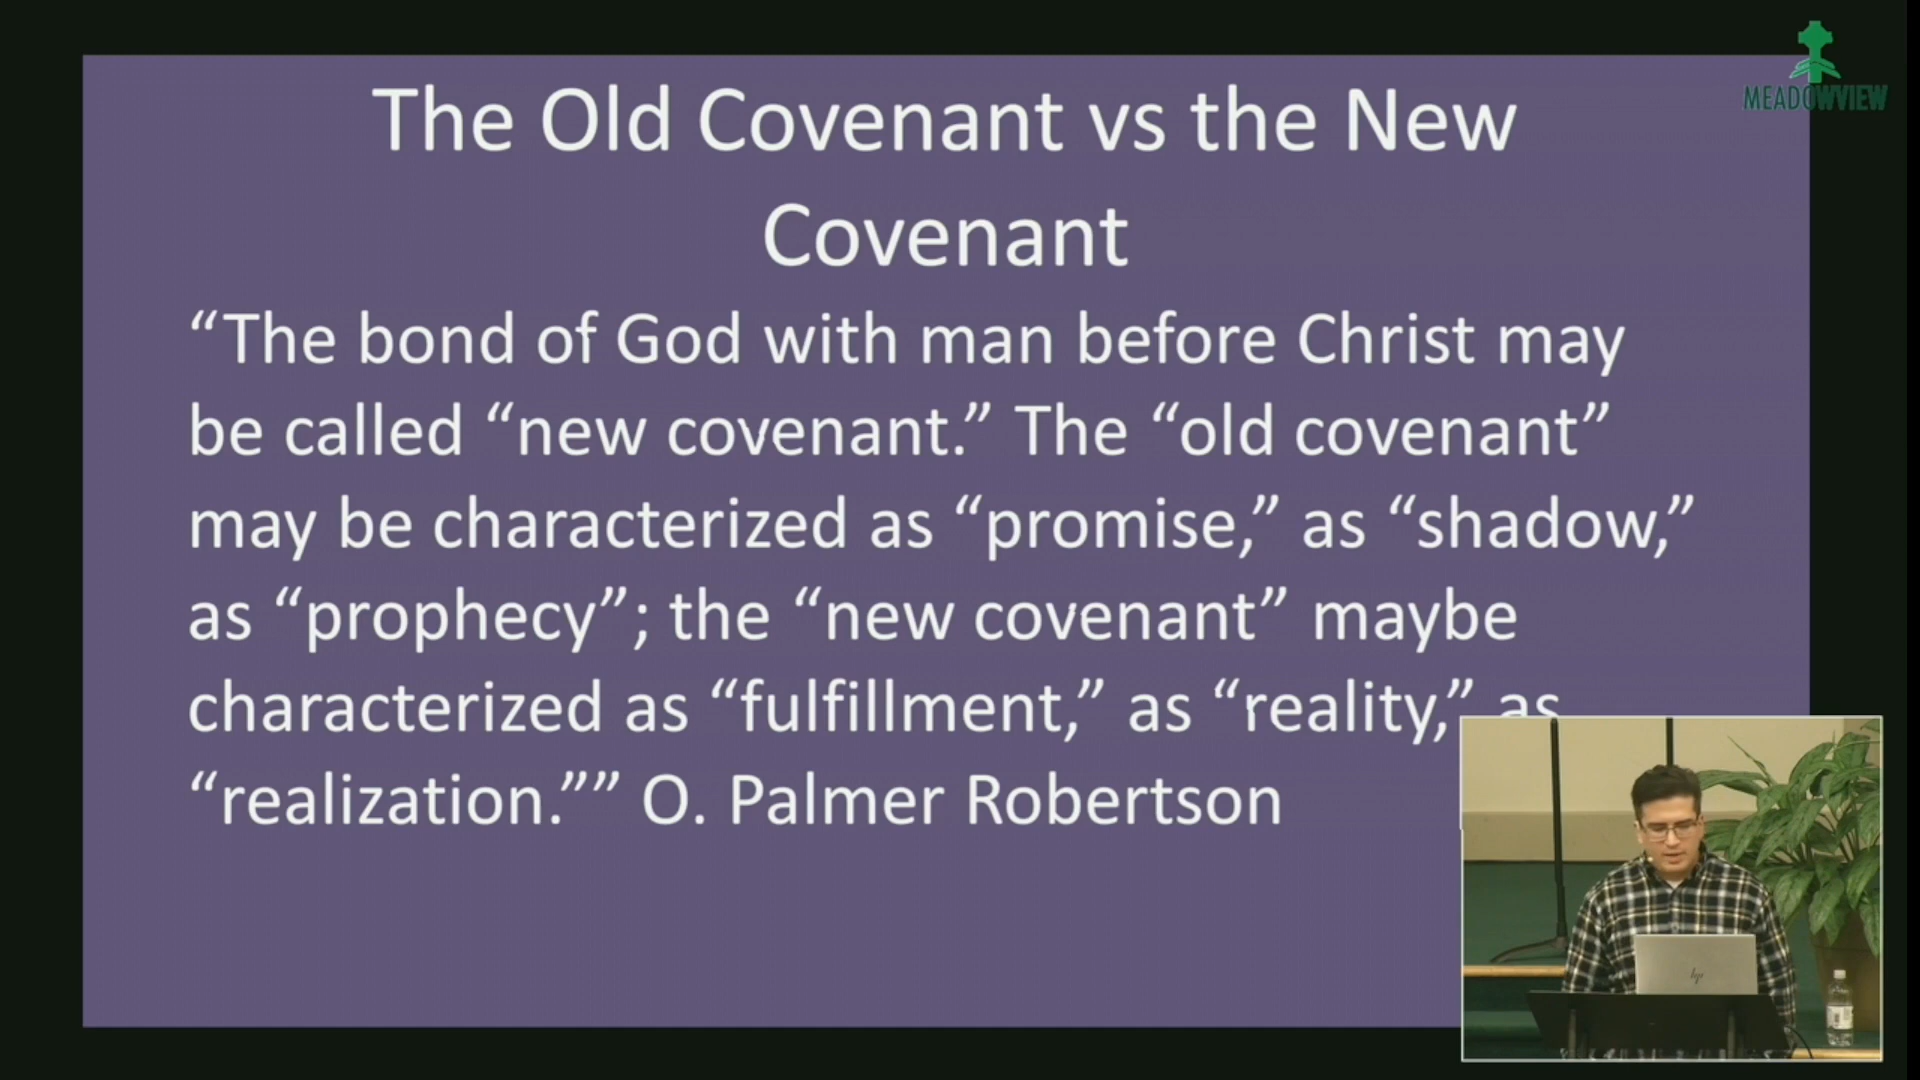 MEADOWVIEW
The Old Covenant vs the New
Covenant
“The bond of God with man before Christ may
be called “new covenant.” The “old covenant”
may be characterized as “promise,” as “shadow,”
as “prophecy”; the “new covenant” maybe
characterized as “fulfillment,” as “reality,” as
“realization.”” O. Palmer Robertson
hp